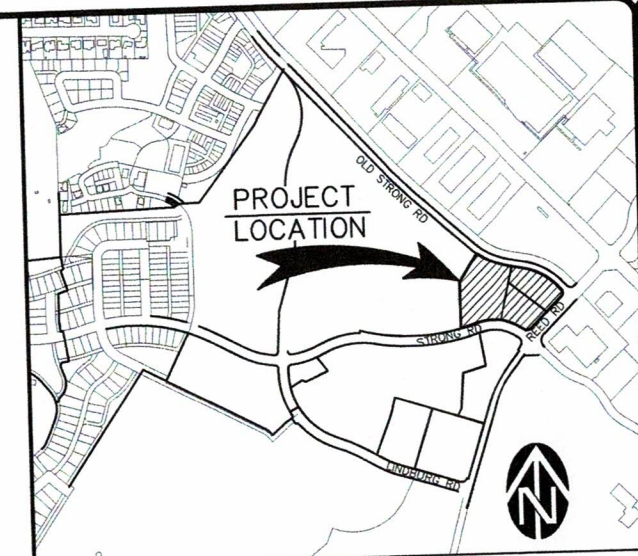 OLD STRONG RD
PROJECT
LOCATION
STRONG RD
REED RD
LINDBURG RD
N